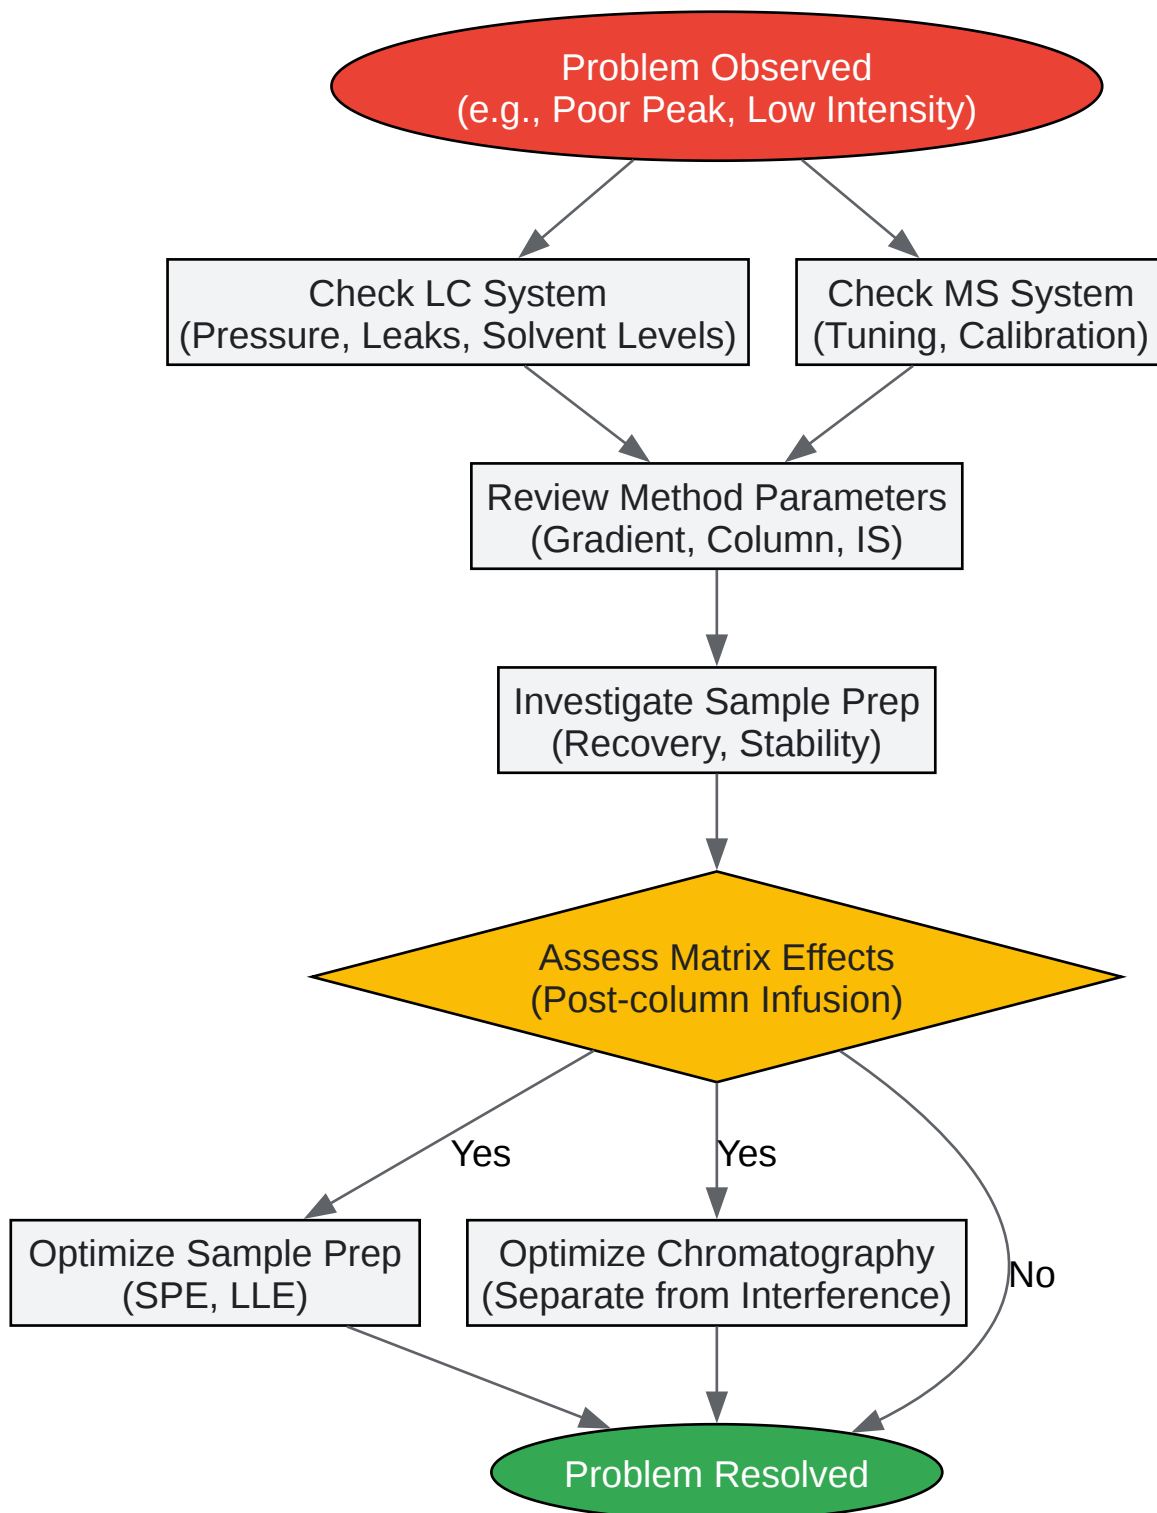 Problem Observed
(e.g., Poor Peak, Low Intensity)
Check LC System
(Pressure, Leaks, Solvent Levels)
Check MS System
(Tuning, Calibration)
Review Method Parameters
(Gradient, Column, IS)
Investigate Sample Prep
(Recovery, Stability)
Assess Matrix Effects
(Post-column Infusion)
Yes
Yes
No
Optimize Sample Prep
(SPE, LLE)
Optimize Chromatography
(Separate from Interference)
Problem Resolved